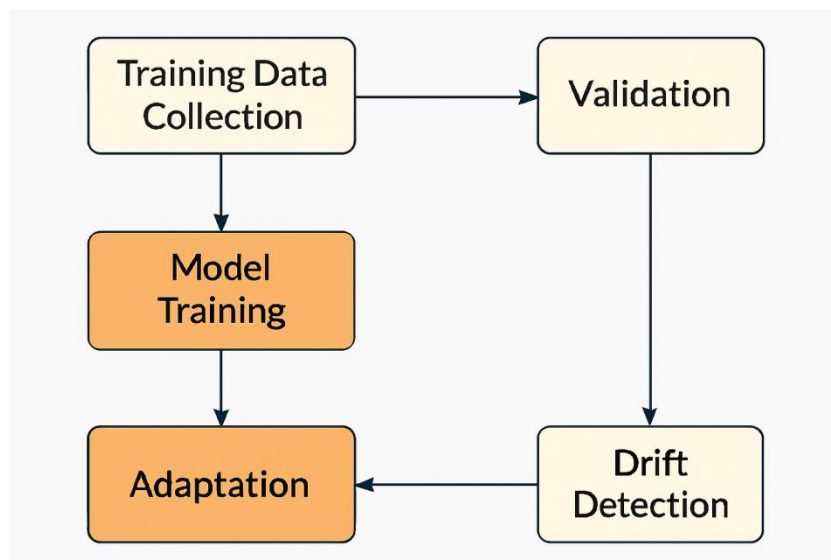 Training Data
Collection
Validation
Model
Training
Adaptation
Drift
Detection